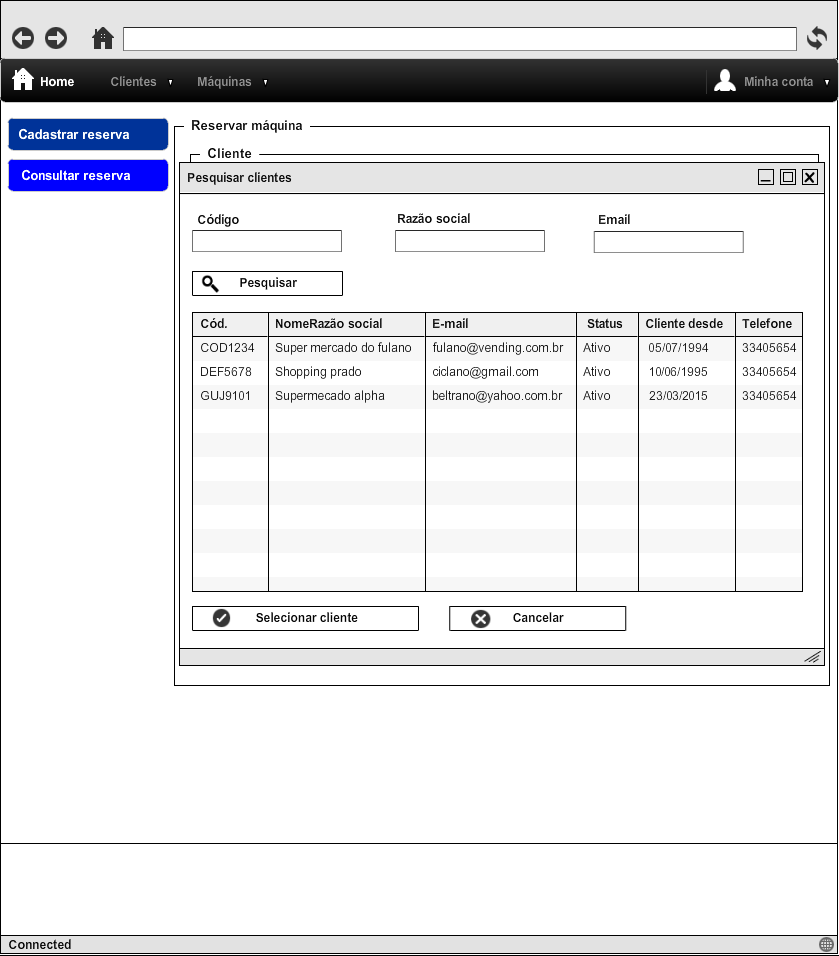 Home Clientes Máquinas Minha conta
Cadastrar reserva
Consultar reserva
Reservar máquina
Cliente
Pesquisar clientes
Código Razão social Email
Pesquisar
Cód. NomeRazão social E-mail Status Cliente desde Telefone
COD1234 Super mercado do fulano fulano@vending.com.br Ativo 05/07/1994 33405654
DEF5678 Shopping prado ciclano@gmail.com Ativo 10/06/1995 33405654
GUJ9101 Supermecado alpha beltrano@yahoo.com.br Ativo 23/03/2015 33405654
Selecionar cliente Cancelar
Connected